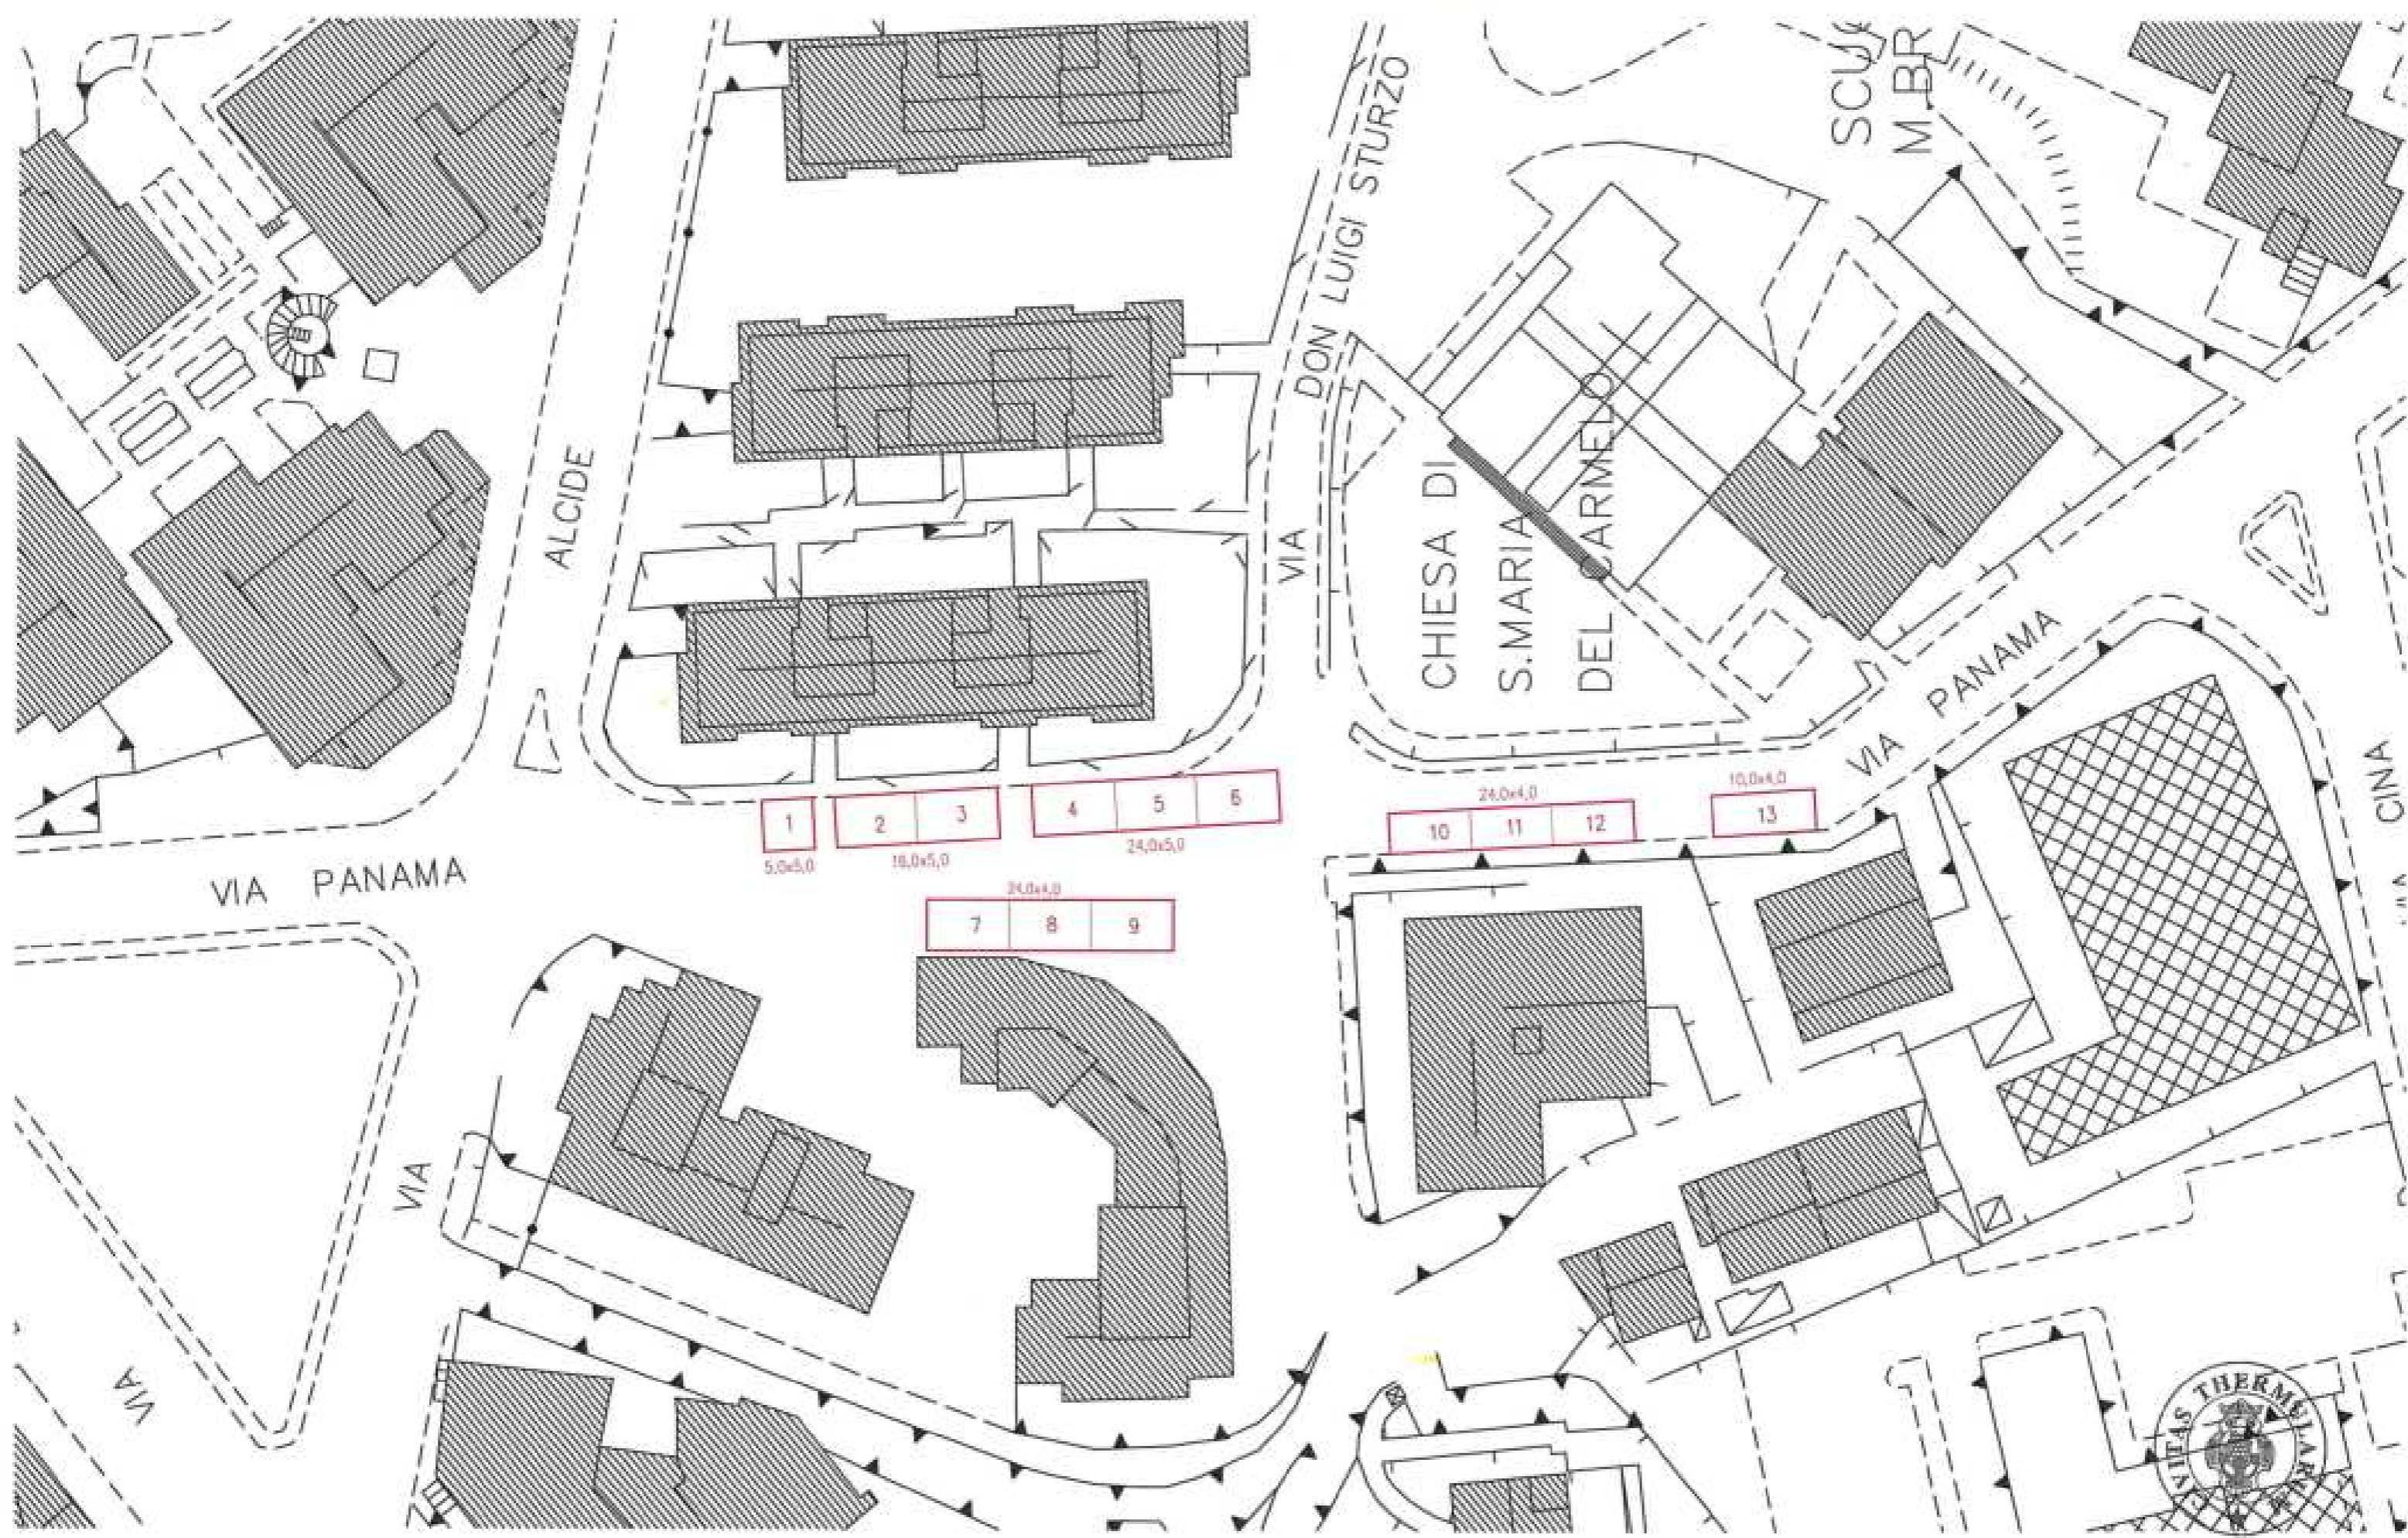 SCUO
M.BR
DON LUIGI STURZO
VIA
ALCIDE
CHIESA DI
S.MARIA
DEL CARMELO
VIA PANAMA
CINA
10,0x4,0
24,0x4,0
1 2 3 4 5 6
10 11 12 13
5,0x5,0
16,0x5,0
24,0x5,0
VIA PANAMA
24,0x4,0
7 8 9
VIA
VIA
THERMULARUM